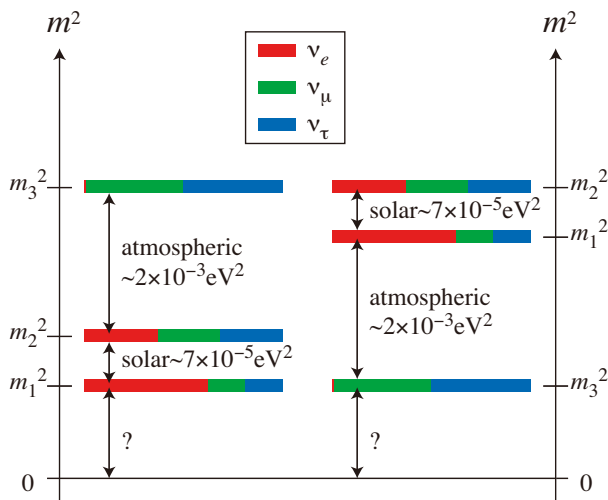 m²
m²
νe
νμ
ντ
m₃²
m₂²
solar~7×10⁻⁵eV²
m₁²
atmospheric
~2×10⁻³eV²
atmospheric
~2×10⁻³eV²
m₂²
solar~7×10⁻⁵eV²
m₁²
m₃²
?
?
0
0